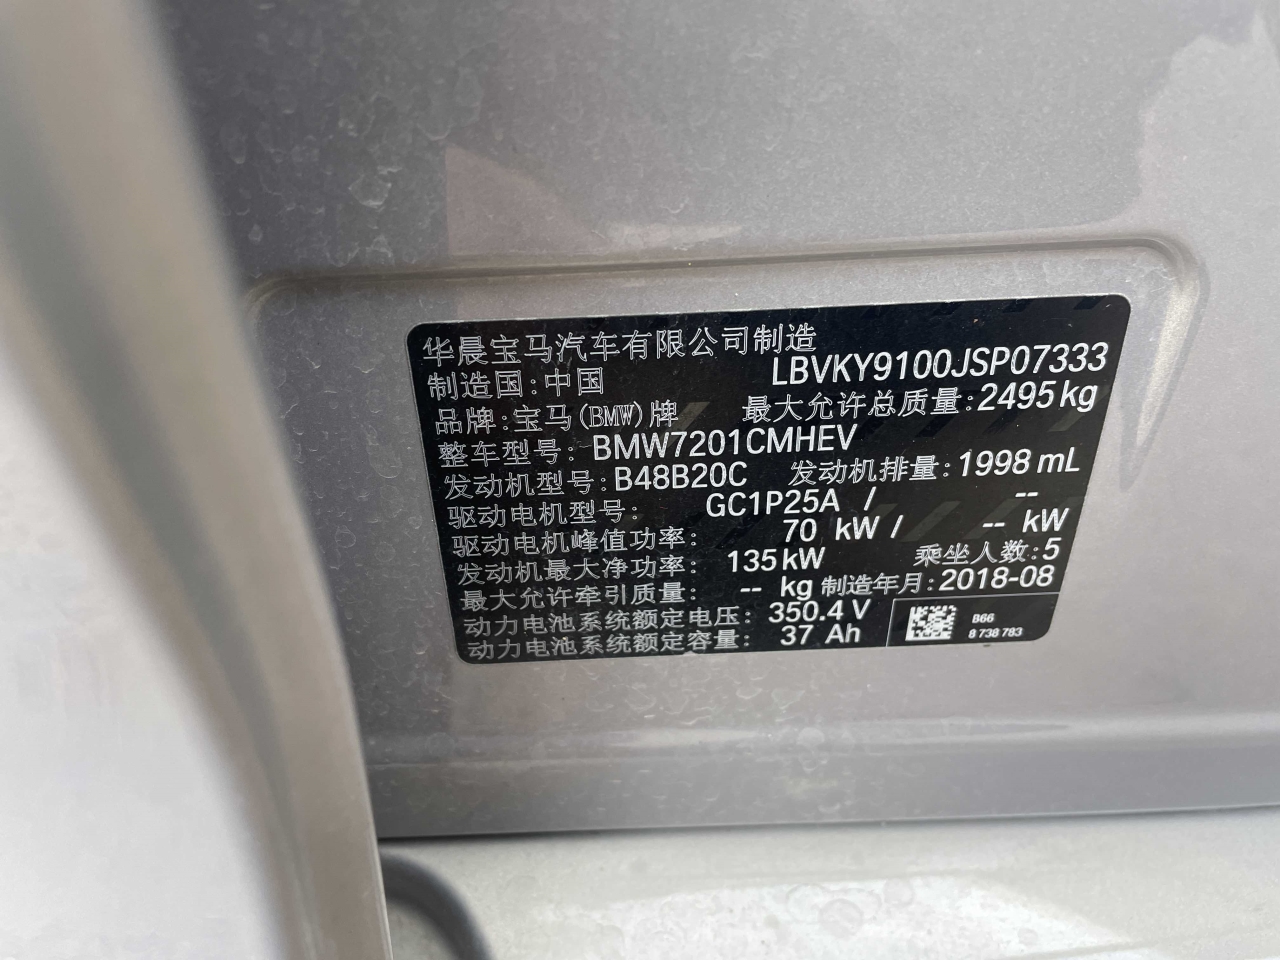 华晨宝马汽车有限公司制造
制造国:中国 LBVKY9100JSP07333
品牌:宝马(BMW)牌 最大允许总质量:2495kg
整车型号: BMW7201CMHEV
发动机型号:B48B20C 发动机排量:1998 mL
驱动电机型号: GC1P25A / --
驱动电机峰值功率: 70 kW / -- kW
发动机最大净功率: 135kW 乘坐人数:5
最大允许牵引质量: -- kg 制造年月:2018-08
动力电池系统额定电压:350.4 V
动力电池系统额定容量: 37 Ah
B66
8 738 783